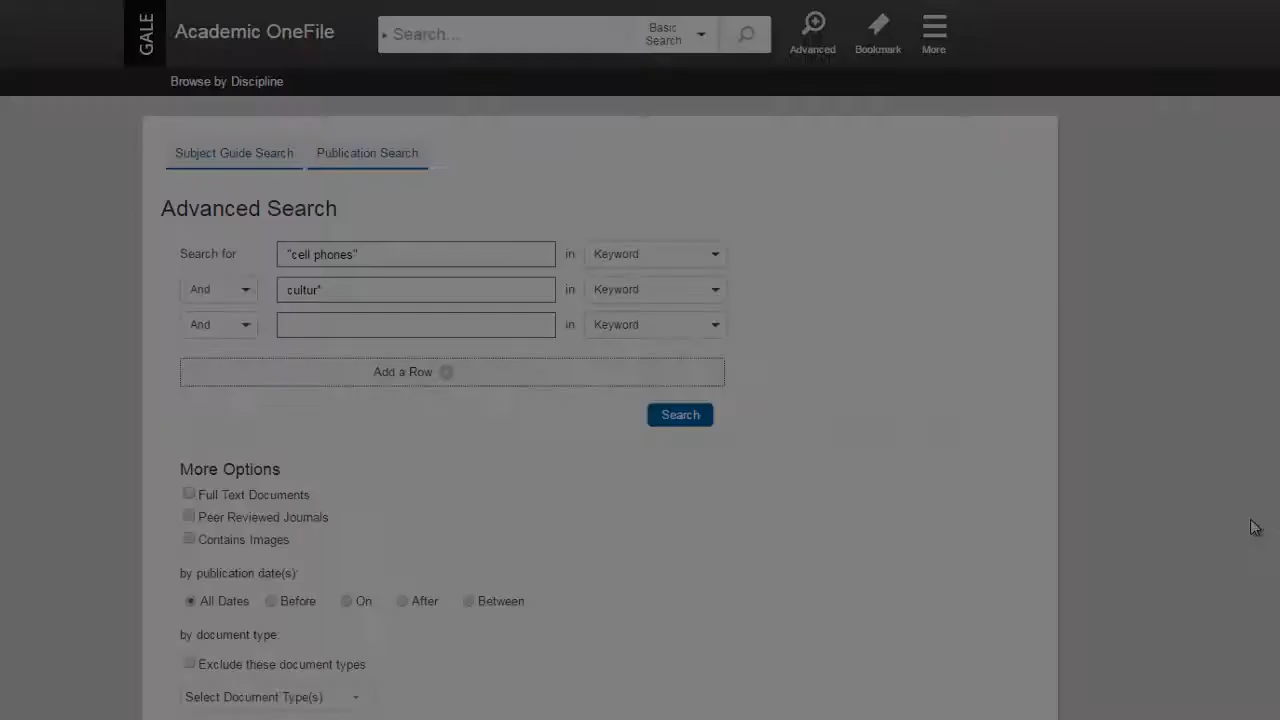 GALE
Academic OneFile
Search...
Basic
Search
Advanced
Bookmark
More
Browse by Discipline
Subject Guide Search
Publication Search
Advanced Search
Search for
"cell phones"
in
Keyword
And
cultur*
in
Keyword
And
in
Keyword
Add a Row
Search
More Options
Full Text Documents
Peer Reviewed Journals
Contains Images
by publication date(s):
All Dates
Before
On
After
Between
by document type:
Exclude these document types
Select Document Type(s)